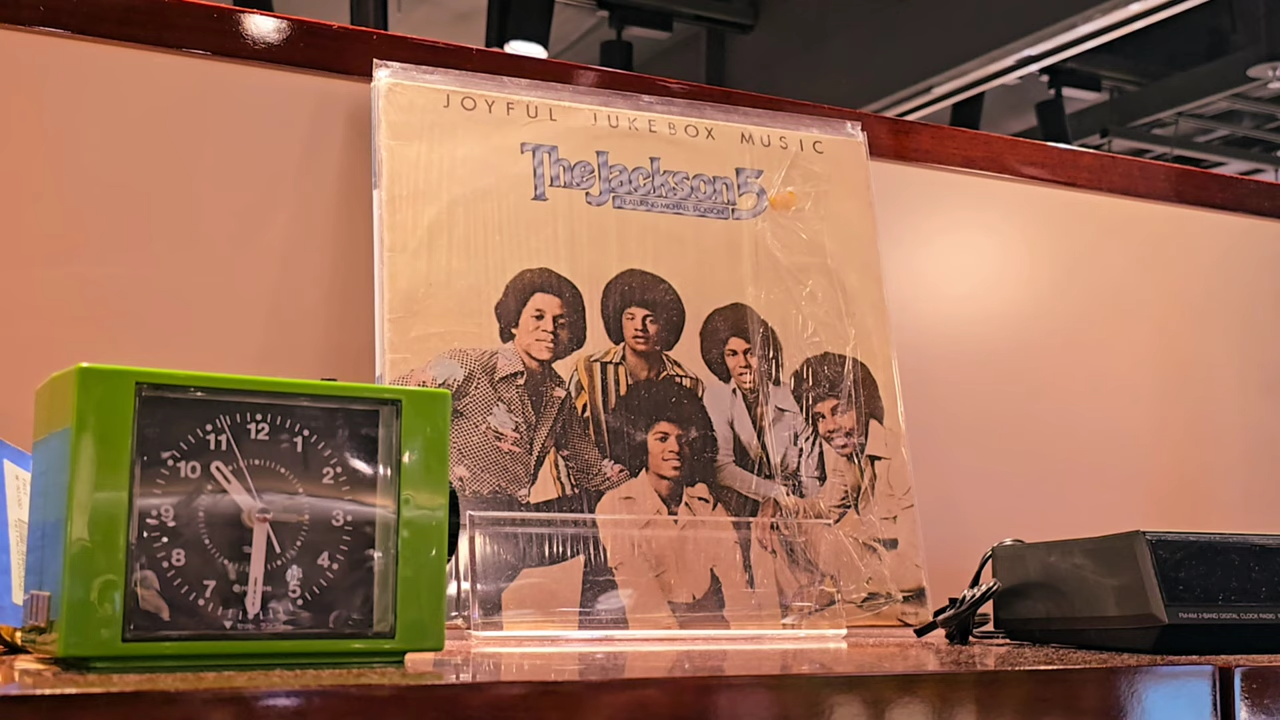 JOYFUL JUKEBOX MUSIC
The Jackson 5
FEATURING MICHAEL JACKSON
12
11
1
10
2
9
3
8
4
7
5
FM-AM 2-BAND DIGITAL CLOCK RADIO